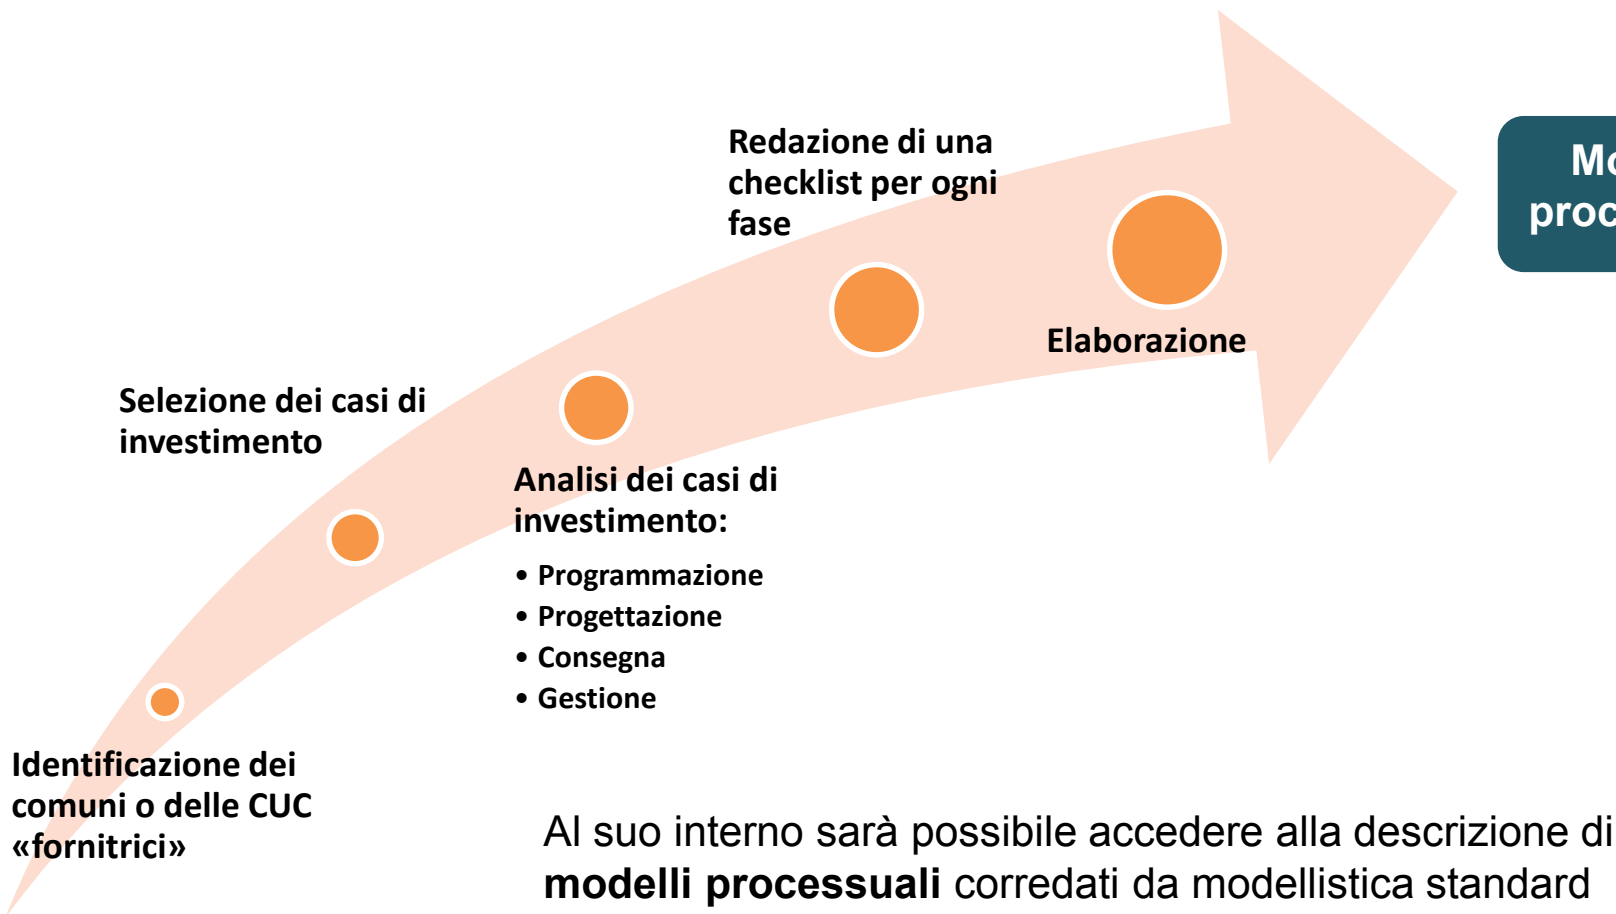 Redazione di una
checklist per ogni
fase
Elaborazione
Selezione dei casi di
investimento
Analisi dei casi di
investimento:
• Programmazione
• Progettazione
• Consegna
• Gestione
Identificazione dei
comuni o delle CUC
«fornitrici»
Al suo interno sarà possibile accedere alla descrizione di
modelli processuali corredati da modellistica standard